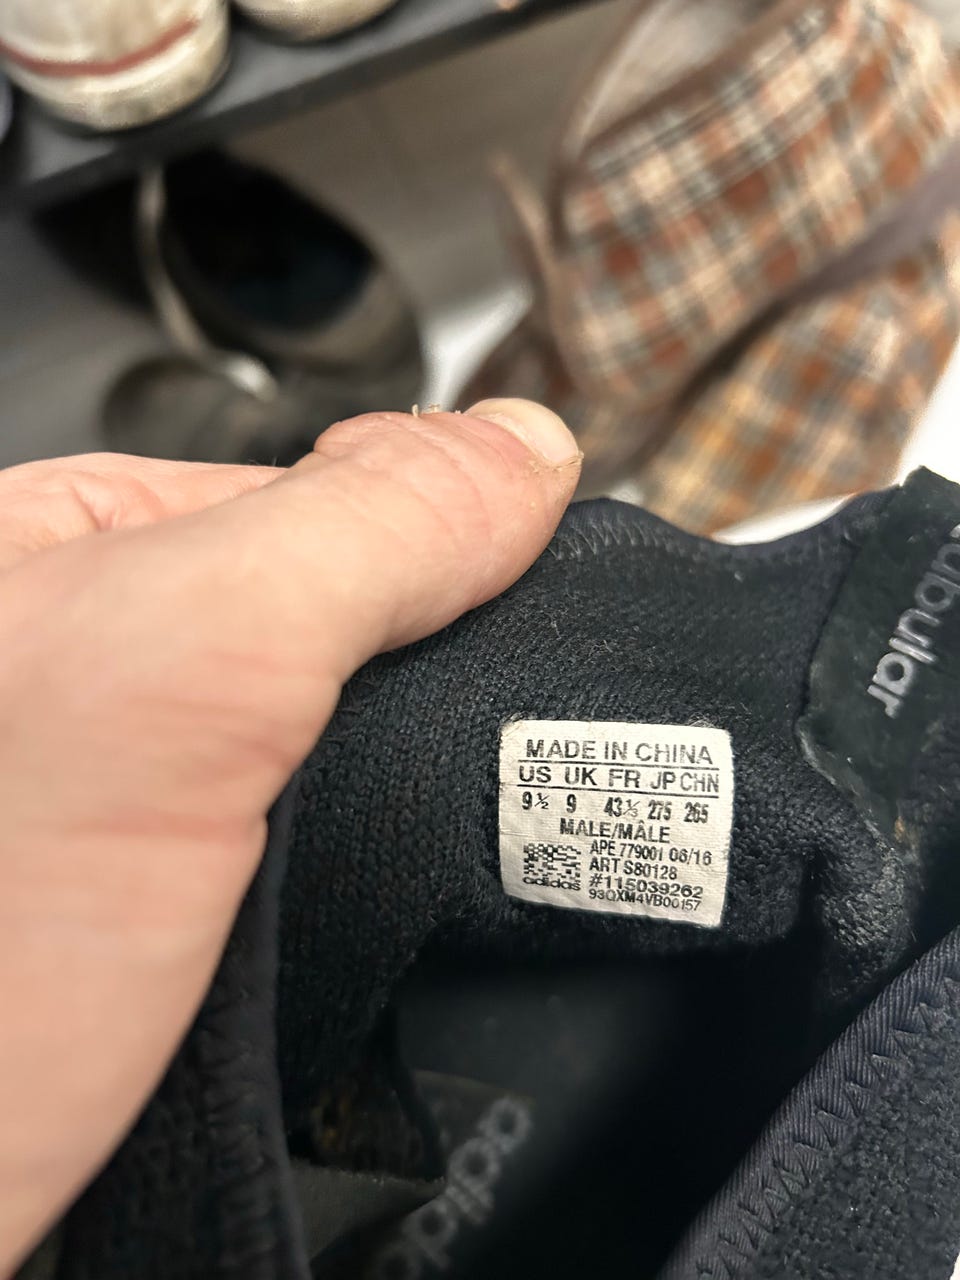 ubular
MADE IN CHINA
US UK FR JP CHN
9½ 9 43⅓ 275 265
MALE/MÂLE
APE 779001 06/16
ART S80128
#115039262
adidas
93QXM4VB00157
adidas